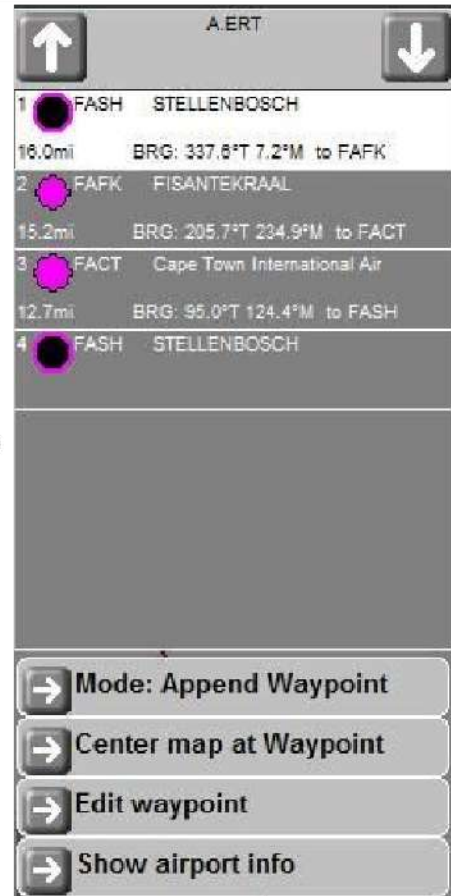 A.ERT
1 FASH STELLENBOSCH
16.0mi BRG: 337.6°T 7.2°M to FAFK
2 FAFK FISANTEKRAAL
15.2mi BRG: 205.7°T 234.9°M to FACT
3 FACT Cape Town International Air
12.7mi BRG: 95.0°T 124.4°M to FASH
4 FASH STELLENBOSCH
Mode: Append Waypoint
Center map at Waypoint
Edit waypoint
Show airport info